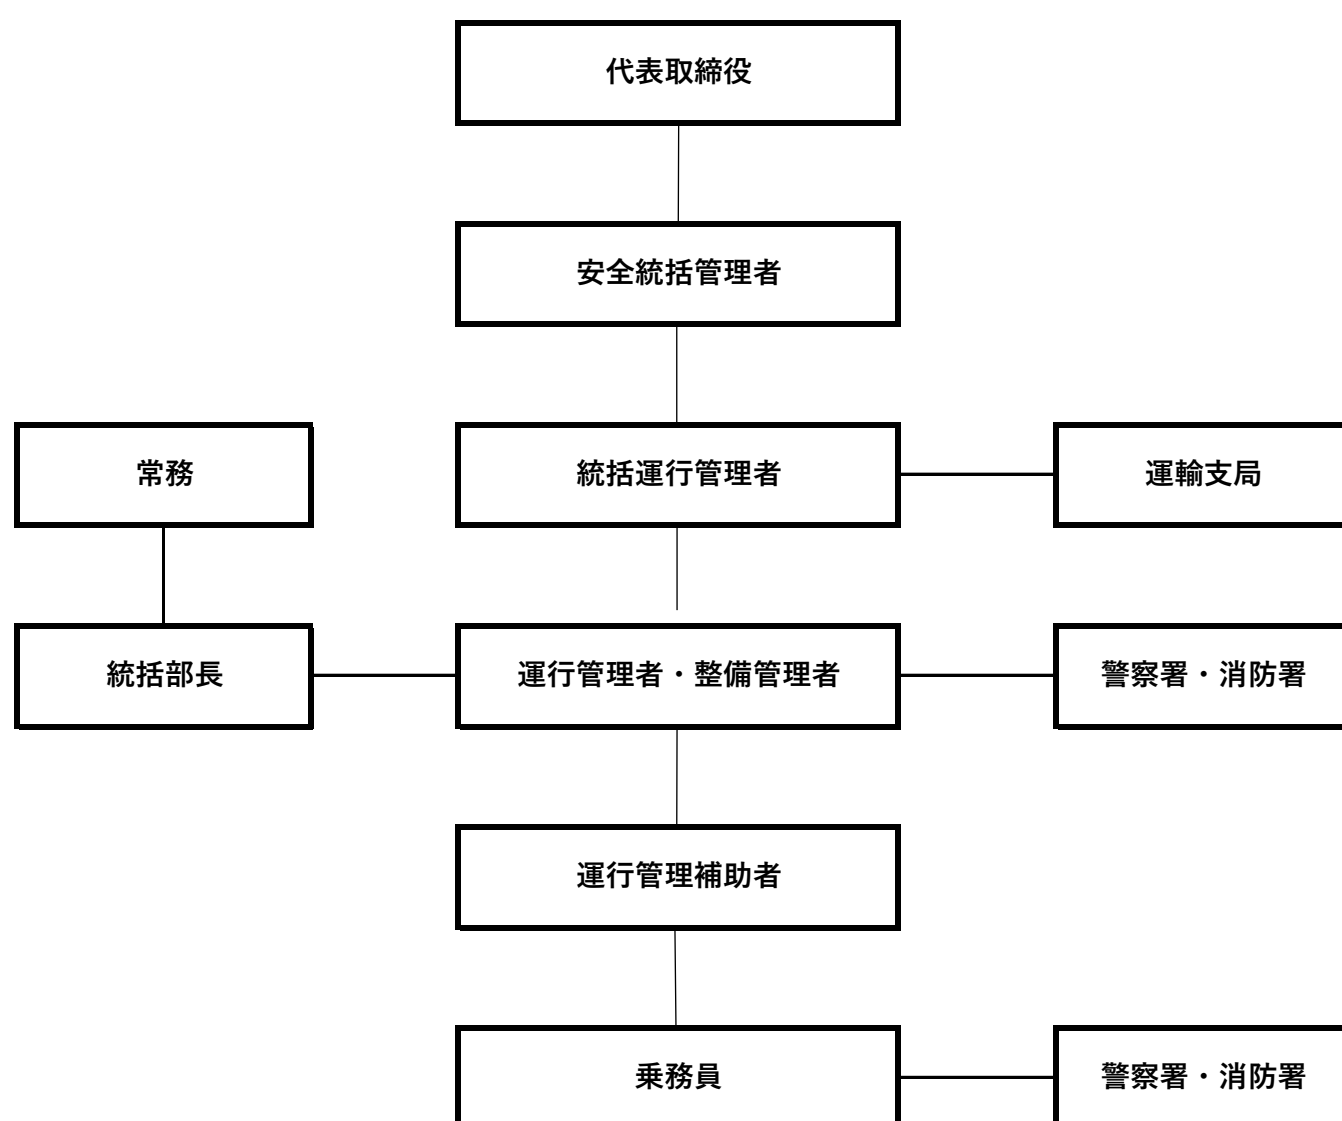 代表取締役
安全統括管理者
常務
統括運行管理者
運輸支局
統括部長
運行管理者・整備管理者
警察署・消防署
運行管理補助者
乗務員
警察署・消防署